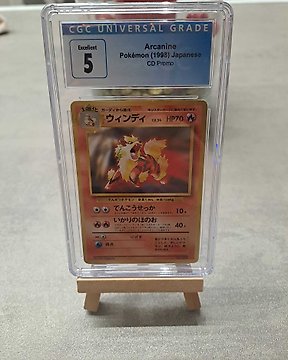 CGC UNIVERSAL GRADE
Excellent
5
Arcanine
Pokémon (1998) Japanese
CD Promo
ウィンディ HP70
でんこうせっか 10
いかりのほのお 40